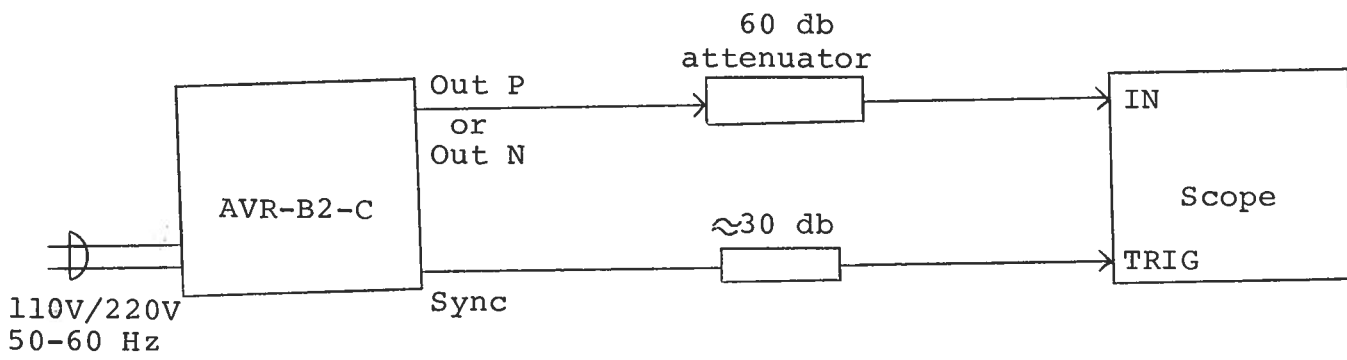 60 db
attenuator
Out P
or
Out N
IN
AVR-B2-C
Scope
≈30 db
TRIG
Sync
110V/220V
50-60 Hz